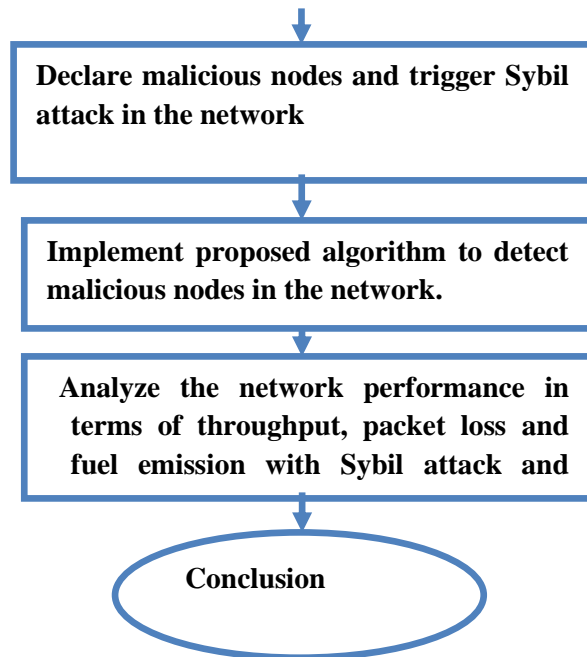 Declare malicious nodes and trigger Sybil
attack in the network
Implement proposed algorithm to detect
malicious nodes in the network.
Analyze the network performance in
terms of throughput, packet loss and
fuel emission with Sybil attack and
Conclusion